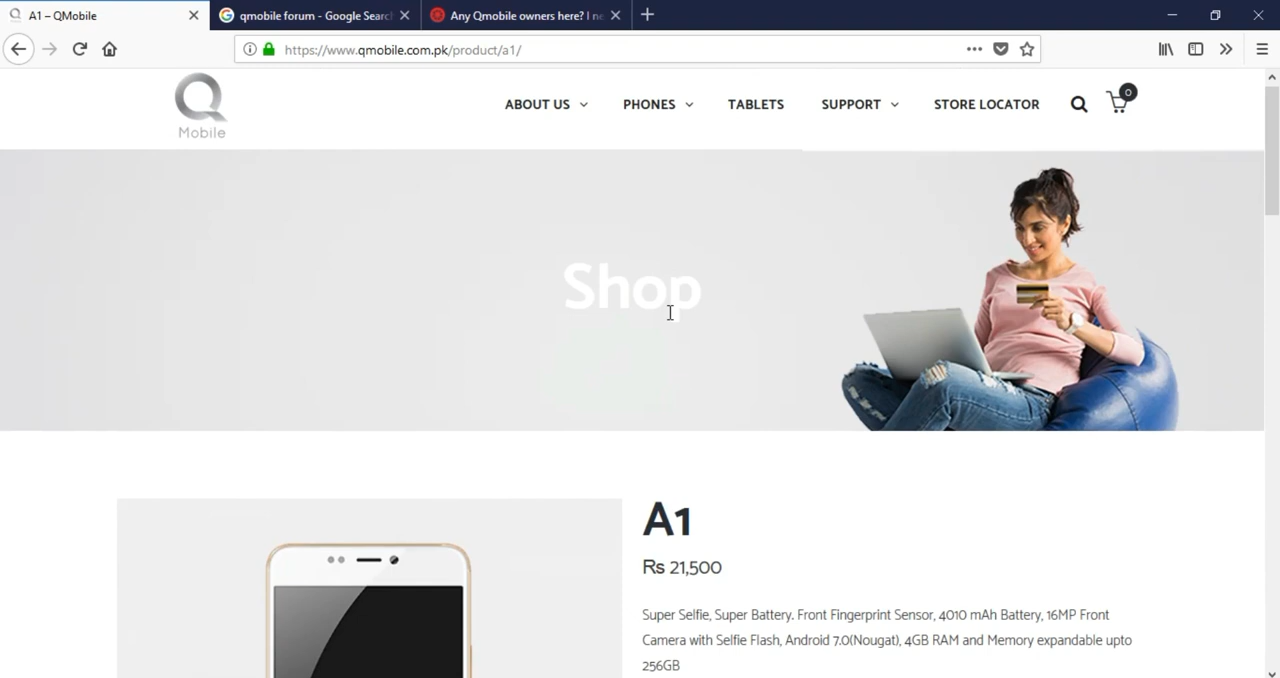 A1 – QMobile
qmobile forum - Google Search
Any Qmobile owners here? I ne
https://www.qmobile.com.pk/product/a1/
Q
Mobile
ABOUT US
PHONES
TABLETS
SUPPORT
STORE LOCATOR
0
Shop
A1
Rs 21,500
Super Selfie, Super Battery. Front Fingerprint Sensor, 4010 mAh Battery, 16MP Front
Camera with Selfie Flash, Android 7.0(Nougat), 4GB RAM and Memory expandable upto
256GB